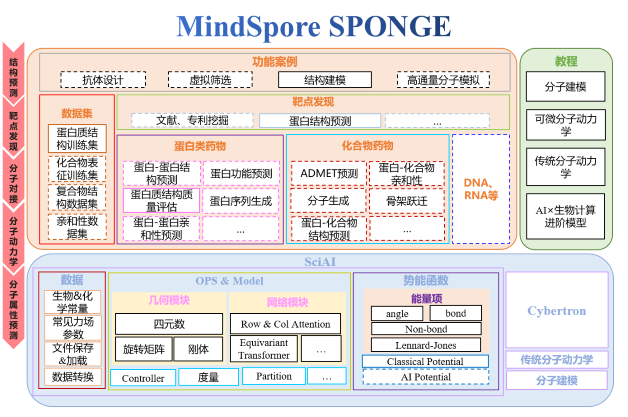 MindSpore SPONGE
结构预测
靶点发现
分子对接
分子动力学
分子属性预测
功能案例
抗体设计
虚拟筛选
结构建模
高通量分子模拟
数据集
蛋白质结
构训练集
化合物表
征训练集
复合物结
构数据集
亲和性数
据集
靶点发现
文献、专利挖掘
蛋白结构预测
...
蛋白类药物
蛋白-蛋白结
构预测
蛋白功能预测
蛋白质结构质
量评估
蛋白序列生成
蛋白-蛋白亲
和性预测
...
化合物药物
ADMET预测
蛋白-化合物
亲和性
分子生成
骨架跃迁
蛋白-化合物
结构预测
...
DNA、
RNA等
教程
分子建模
可微分子动力
学
传统分子动力
学
AI×生物计算
进阶模型
SciAI
数据
生物&化
学常量
常见力场
参数
文件保存
&加载
数据转换
OPS & Model
几何模块
四元数
旋转矩阵
刚体
网络模块
Row & Col Attention
Equivariant
Transformer
...
Controller
度量
Partition
...
势能函数
能量项
angle
bond
Non-bond
Lennard-Jones
Classical Potential
AI Potential
Cybertron
传统分子动力学
分子建模